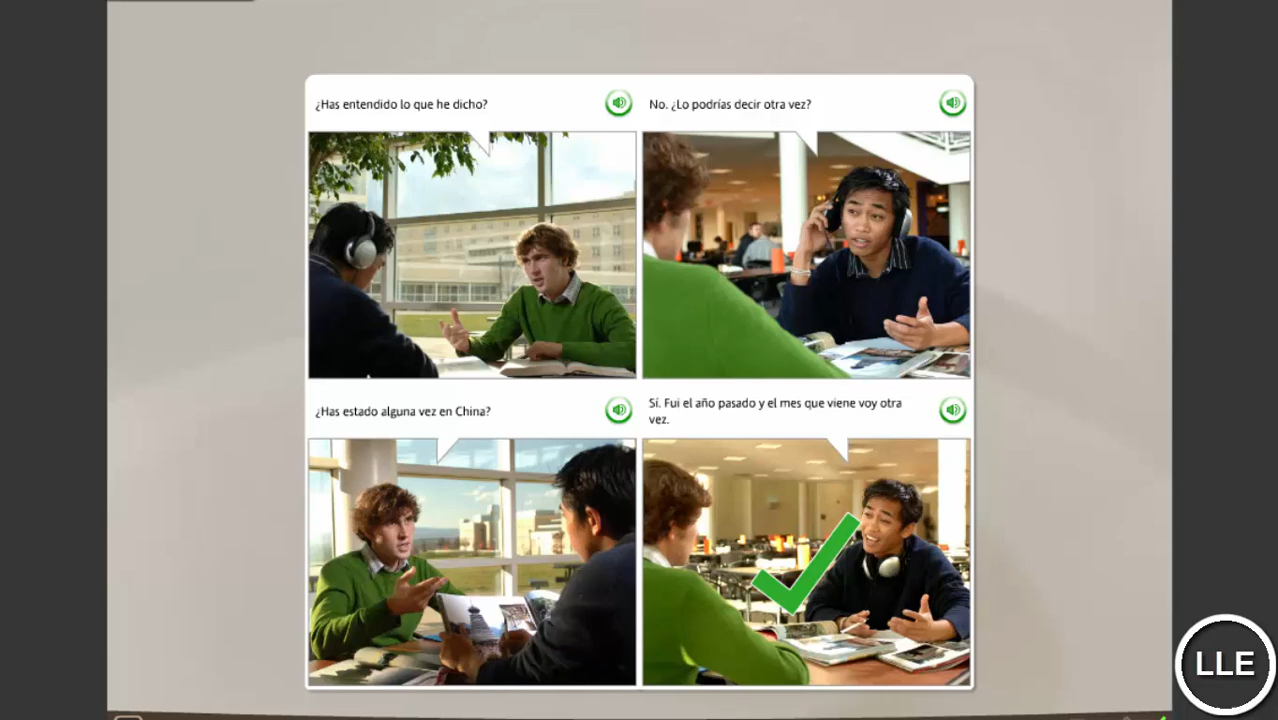 ¿Has entendido lo que he dicho?
No. ¿Lo podrías decir otra vez?
¿Has estado alguna vez en China?
Sí. Fui el año pasado y el mes que viene voy otra
vez.
LLE